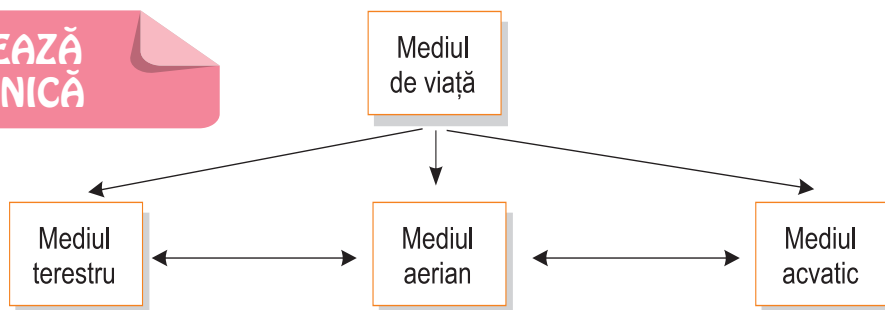 EAZĂ
NICĂ
Mediul
de viață
Mediul
terestru
Mediul
aerian
Mediul
acvatic